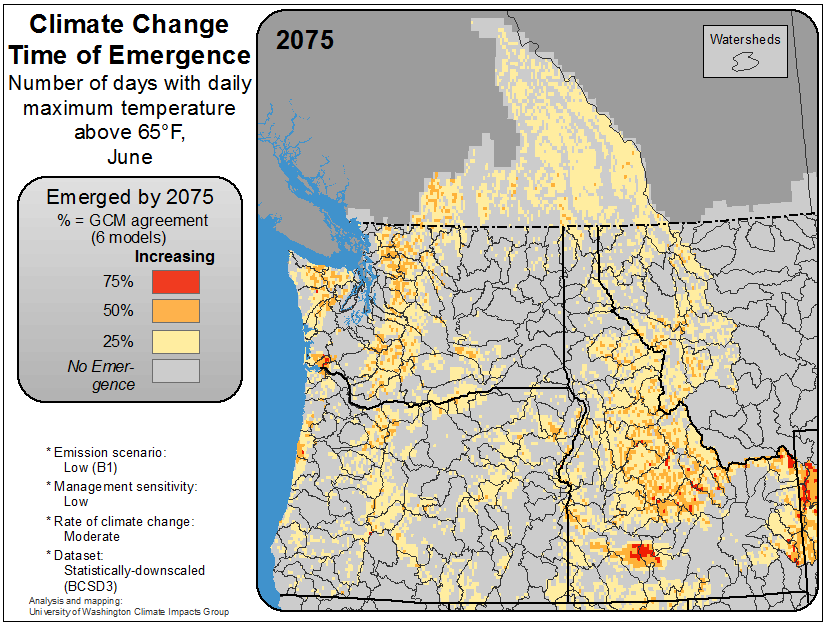 Climate Change
Time of Emergence
Number of days with daily
maximum temperature
above 65°F,
June
Emerged by 2075
% = GCM agreement
(6 models)
Increasing
75%
50%
25%
No Emer-
gence
* Emission scenario:
Low (B1)
* Management sensitivity:
Low
* Rate of climate change:
Moderate
* Dataset:
Statistically-downscaled
(BCSD3)
Analysis and mapping:
University of Washington Climate Impacts Group
2075
Watersheds